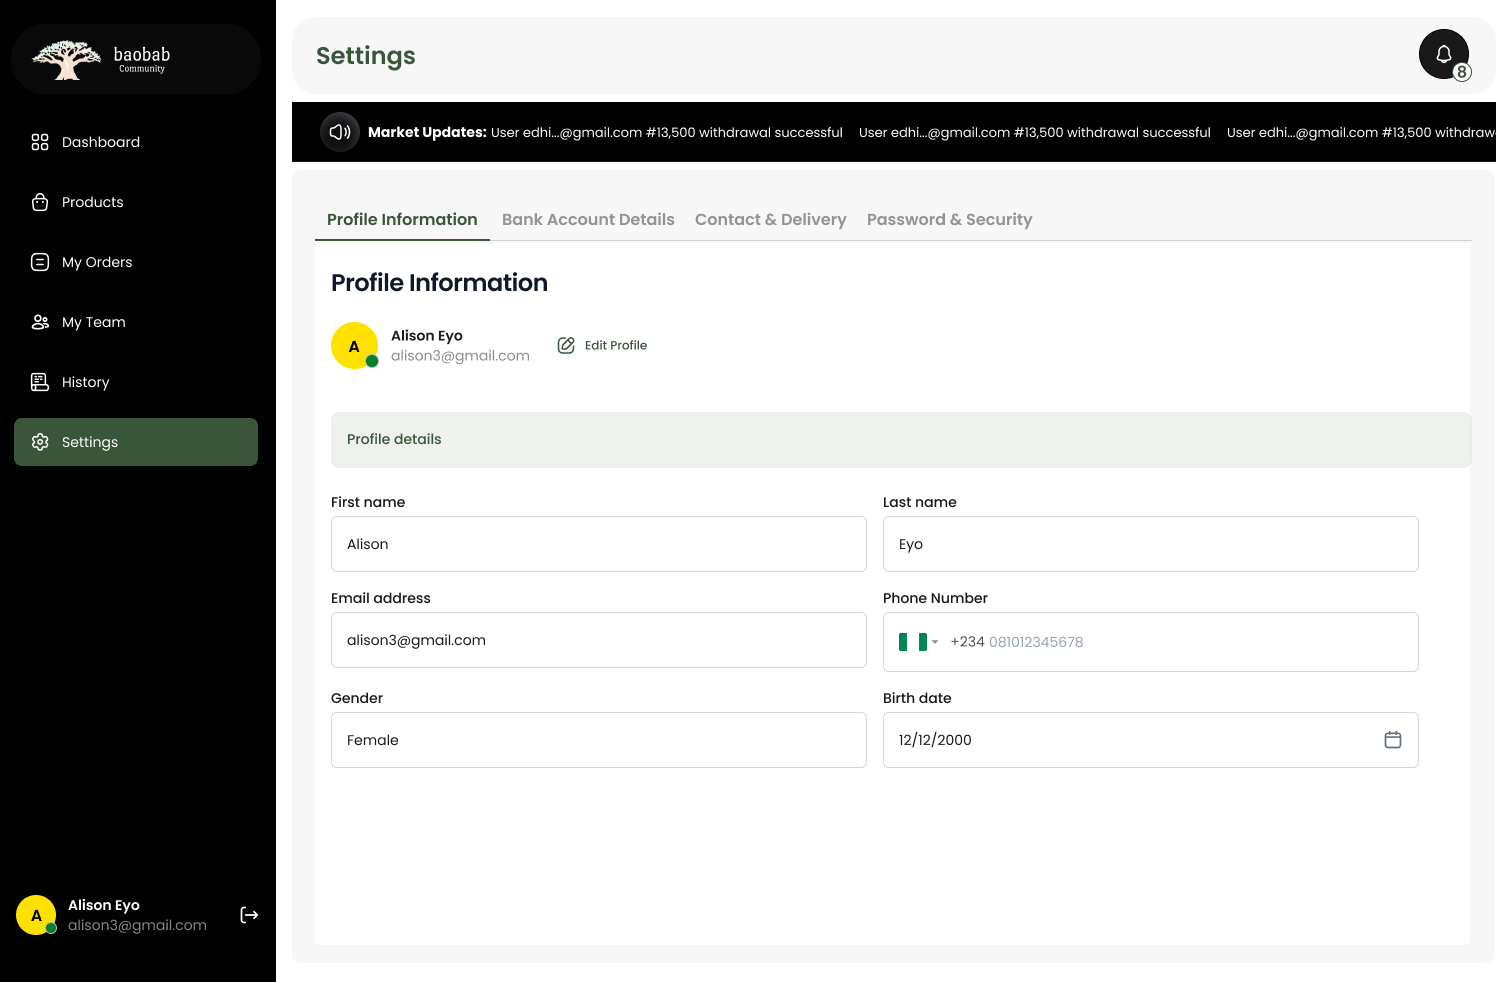 baobab
Community
Dashboard
Products
My Orders
My Team
History
Settings
A
Alison Eyo
alison3@gmail.com
Settings
8
Market Updates: User edhi...@gmail.com #13,500 withdrawal successful User edhi...@gmail.com #13,500 withdrawal successful User edhi...@gmail.com #13,500 withdraw
Profile Information Bank Account Details Contact & Delivery Password & Security
Profile Information
A
Alison Eyo
alison3@gmail.com
Edit Profile
Profile details
First name
Alison
Last name
Eyo
Email address
alison3@gmail.com
Phone Number
+234 081012345678
Gender
Female
Birth date
12/12/2000